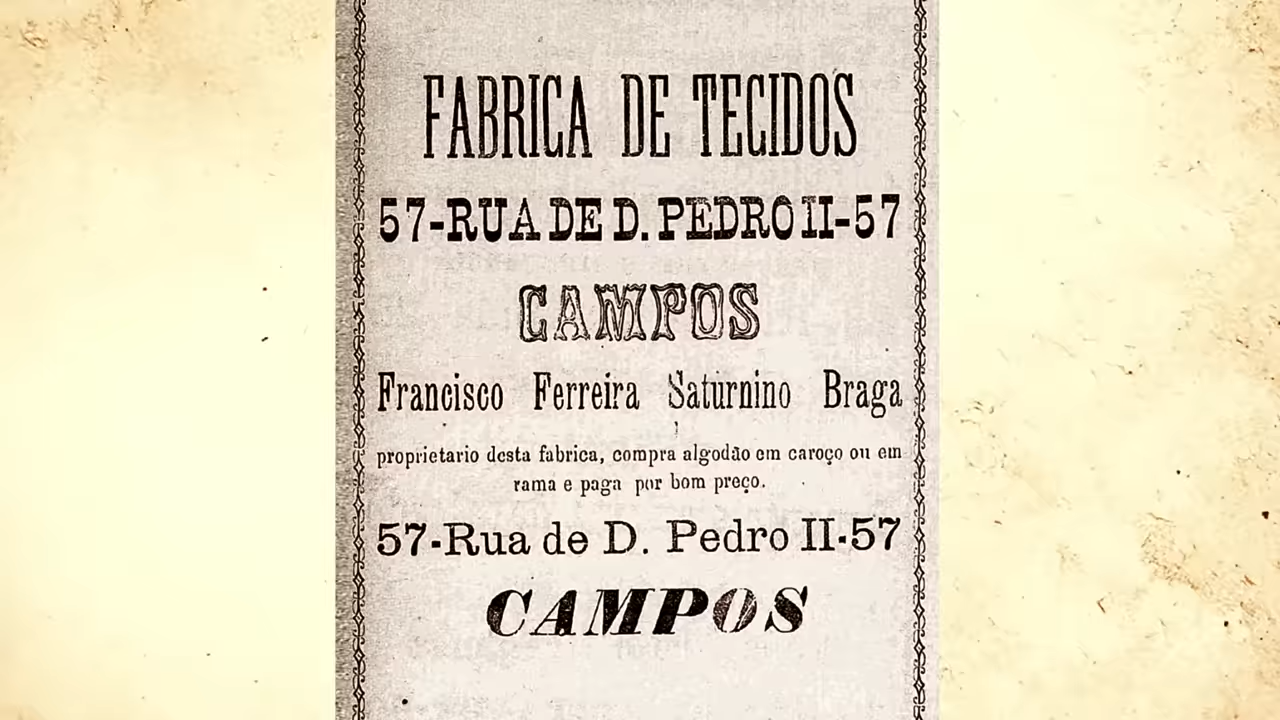 FABRICA DE TECIDOS
57-RUA DE D. PEDRO II-57
CAMPOS
Francisco Ferreira Saturnino Braga
proprietario desta fabrica, compra algodão em caroço ou em
rama e paga por bom preço.
57-Rua de D. Pedro II-57
CAMPOS